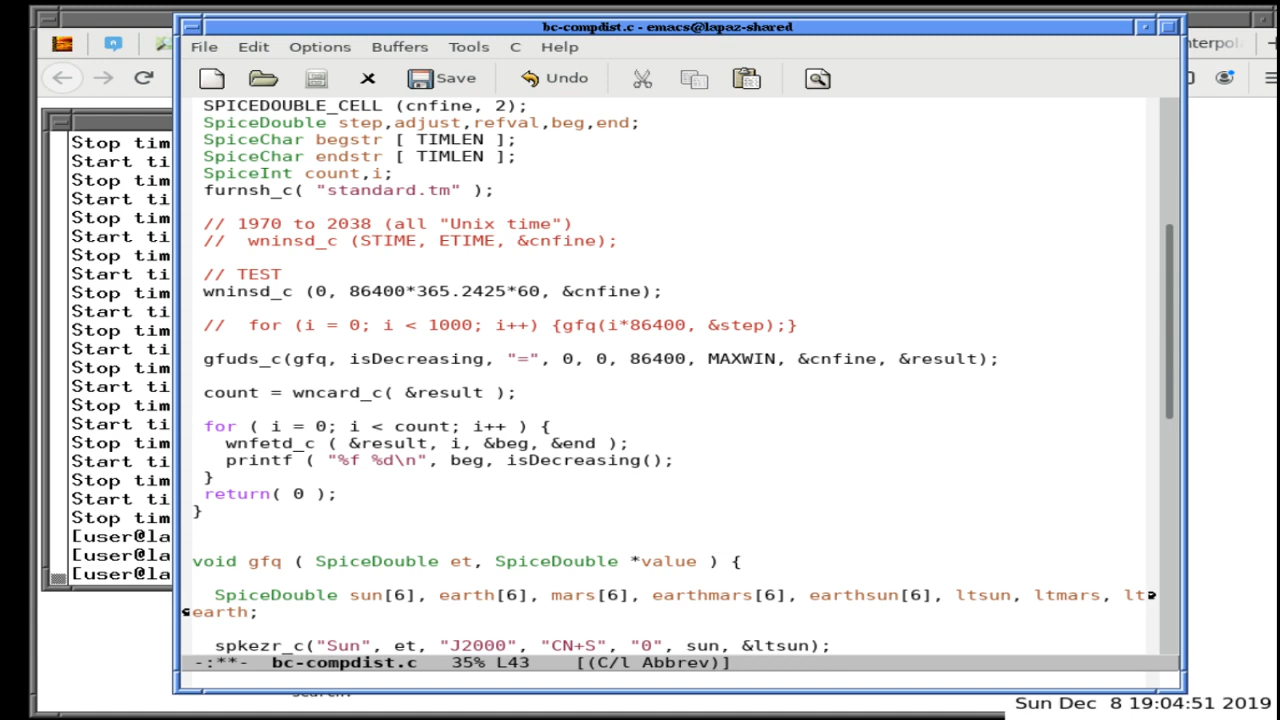 bc-compdist.c - emacs@lapaz-shared
File Edit Options Buffers Tools C Help
Save Undo
SPICEDOUBLE_CELL (cnfine, 2);
SpiceDouble step,adjust,refval,beg,end;
SpiceChar begstr [ TIMLEN ];
SpiceChar endstr [ TIMLEN ];
SpiceInt count,i;
furnsh_c( "standard.tm" );
// 1970 to 2038 (all "Unix time")
//  wninsd_c (STIME, ETIME, &cnfine);
// TEST
wninsd_c (0, 86400*365.2425*60, &cnfine);
//  for (i = 0; i < 1000; i++) {gfq(i*86400, &step);}
gfuds_c(gfq, isDecreasing, "=", 0, 0, 86400, MAXWIN, &cnfine, &result);
count = wncard_c( &result );
for ( i = 0; i < count; i++ ) {
wnfetd_c ( &result, i, &beg, &end );
printf ( "%f %d\n", beg, isDecreasing();
}
return( 0 );
}
void gfq ( SpiceDouble et, SpiceDouble *value ) {
SpiceDouble sun[6], earth[6], mars[6], earthmars[6], earthsun[6], ltsun, ltmars, lt
earth;
spkezr_c("Sun", et, "J2000", "CN+S", "0", sun, &ltsun);
-:**-  bc-compdist.c   35% L43    [(C/l Abbrev)]
Stop tim
Start ti
Stop tim
Start ti
Stop tim
Start ti
Stop tim
Start ti
Stop tim
Start ti
Stop tim
Start ti
Stop tim
Start ti
Stop tim
Start ti
Stop tim
Start ti
Stop tim
Start ti
Stop tim
[user@la
[user@la
[user@la
nterpol
Sun Dec  8 19:04:51 2019